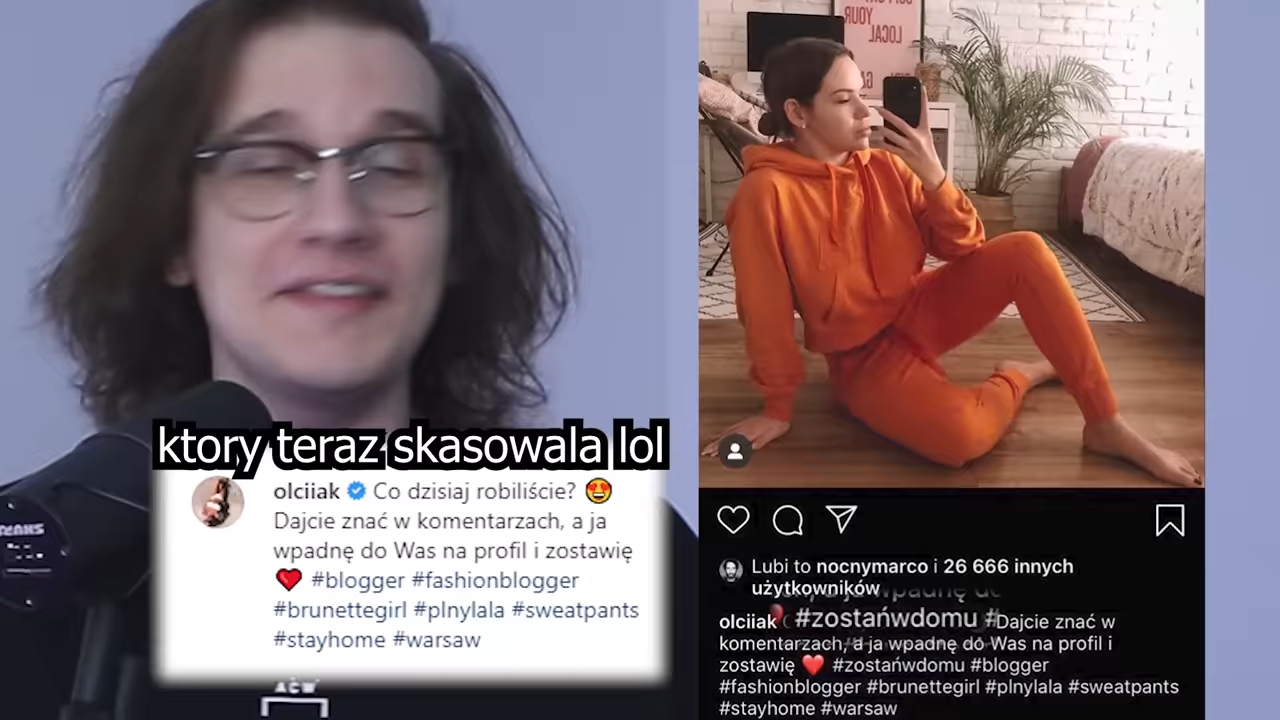 ktory teraz skasowala lol
olciiak Co dzisiaj robiliście? 😍
Dajcie znać w komentarzach, a ja
wpadnę do Was na profil i zostawię
❤️ #blogger #fashionblogger
#brunettegirl #plnylala #sweatpants
#stayhome #warsaw
YOUR
LOCAL
Lubi to nocnymarco i 26 666 innych
użytkowników
olciiak #zostańwdomu # Dajcie znać w
komentarzach, a ja wpadnę do Was na profil i
zostawię ❤️ #zostańwdomu #blogger
#fashionblogger #brunettegirl #plnylala #sweatpants
#stayhome #warsaw